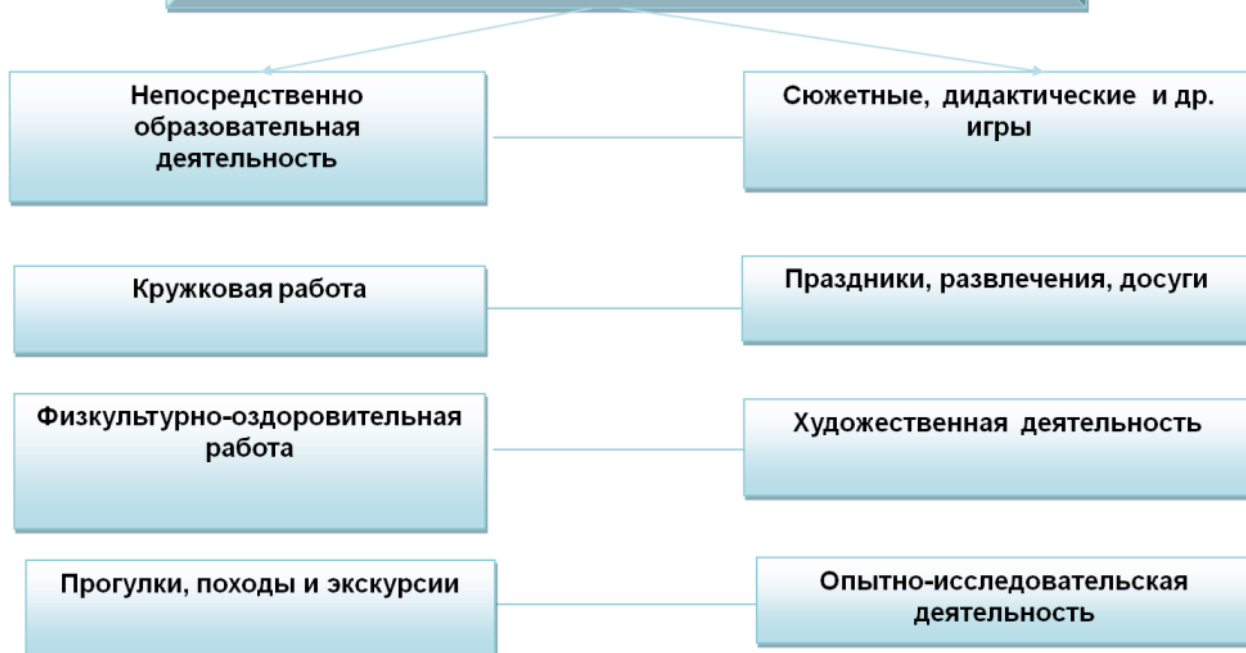 Непосредственно
образовательная
деятельность
Сюжетные, дидактические и др.
игры
Кружковая работа
Праздники, развлечения, досуги
Физкультурно-оздоровительная
работа
Художественная деятельность
Прогулки, походы и экскурсии
Опытно-исследовательская
деятельность